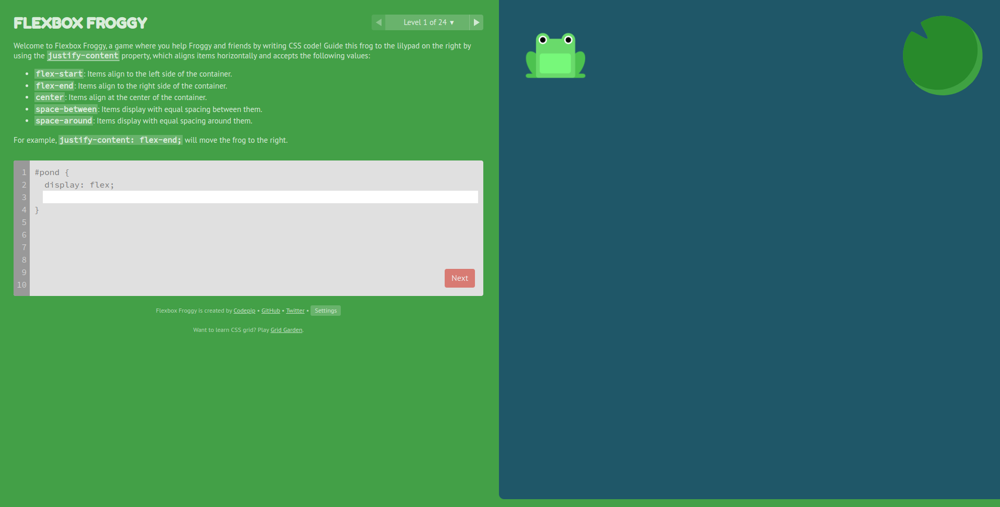 FLEXBOX FROGGY
◀ Level 1 of 24 ▼ ▶
Welcome to Flexbox Froggy, a game where you help Froggy and friends by writing CSS code! Guide this frog to the lilypad on the right by
using the justify-content property, which aligns items horizontally and accepts the following values:
• flex-start: Items align to the left side of the container.
• flex-end: Items align to the right side of the container.
• center: Items align at the center of the container.
• space-between: Items display with equal spacing between them.
• space-around: Items display with equal spacing around them.
For example, justify-content: flex-end; will move the frog to the right.
1 #pond {
2 display: flex;
3
4 }
5
6
7
8
9
10
Next
Flexbox Froggy is created by Codepip • GitHub • Twitter • Settings
Want to learn CSS grid? Play Grid Garden.